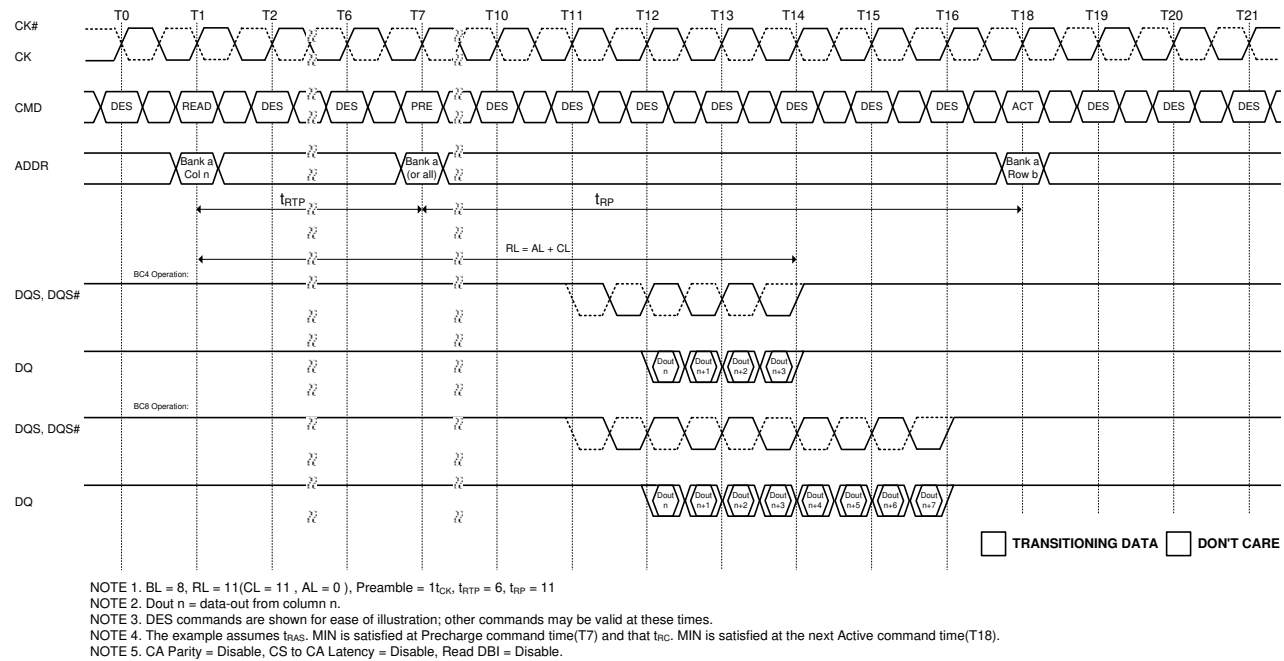 T0 T1 T2 T6 T7 T10 T11 T12 T13 T14 T15 T16 T18 T19 T20 T21
CK#
CK
CMD DES READ DES DES PRE DES DES DES DES DES DES DES ACT DES DES DES
ADDR Bank a Col n Bank a (or all) Bank a Row b
tRTP tRP
RL = AL + CL
BC4 Operation:
DQS, DQS#
DQ Dout n Dout n+1 Dout n+2 Dout n+3
BC8 Operation:
DQS, DQS#
DQ Dout n Dout n+1 Dout n+2 Dout n+3 Dout n+4 Dout n+5 Dout n+6 Dout n+7
TRANSITIONING DATA DON'T CARE
NOTE 1. BL = 8, RL = 11(CL = 11 , AL = 0 ), Preamble = 1tCK, tRTP = 6, tRP = 11
NOTE 2. Dout n = data-out from column n.
NOTE 3. DES commands are shown for ease of illustration; other commands may be valid at these times.
NOTE 4. The example assumes tRAS. MIN is satisfied at Precharge command time(T7) and that tRC. MIN is satisfied at the next Active command time(T18).
NOTE 5. CA Parity = Disable, CS to CA Latency = Disable, Read DBI = Disable.